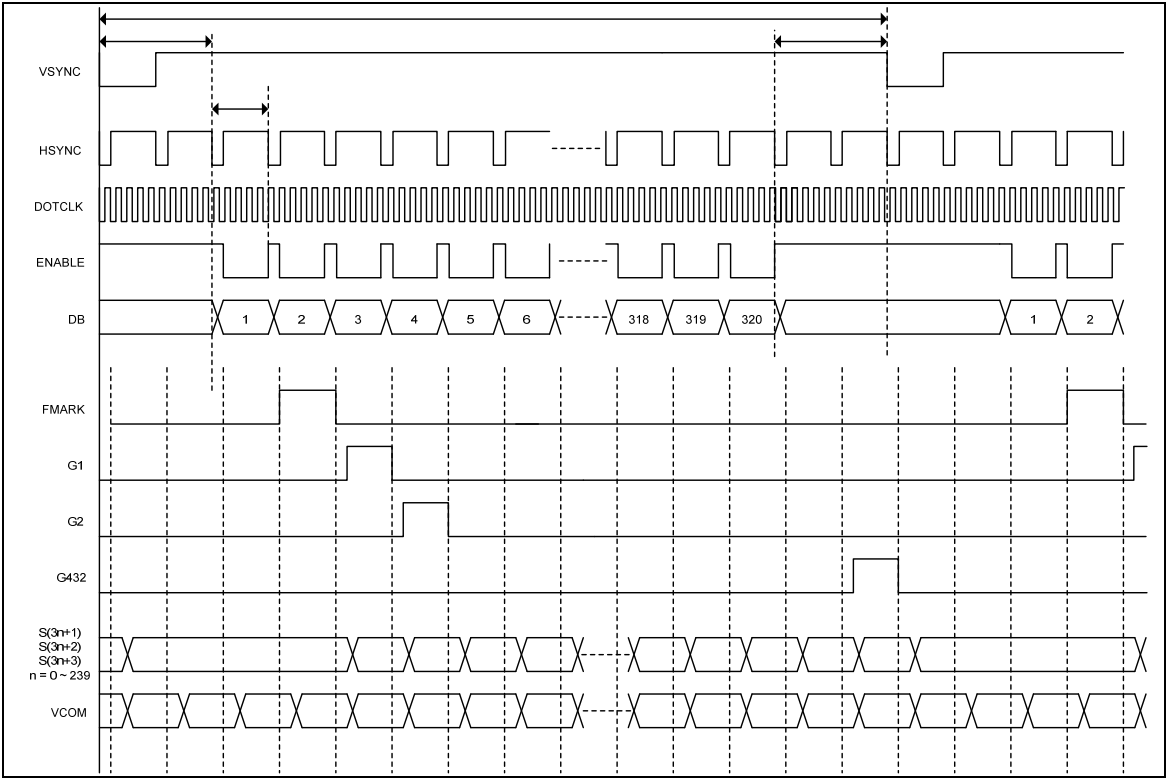 VSYNC
HSYNC
DOTCLK
ENABLE
DB 1 2 3 4 5 6 318 319 320 1 2
FMARK
G1
G2
G432
S(3n+1)
S(3n+2)
S(3n+3)
n = 0 ~ 239
VCOM